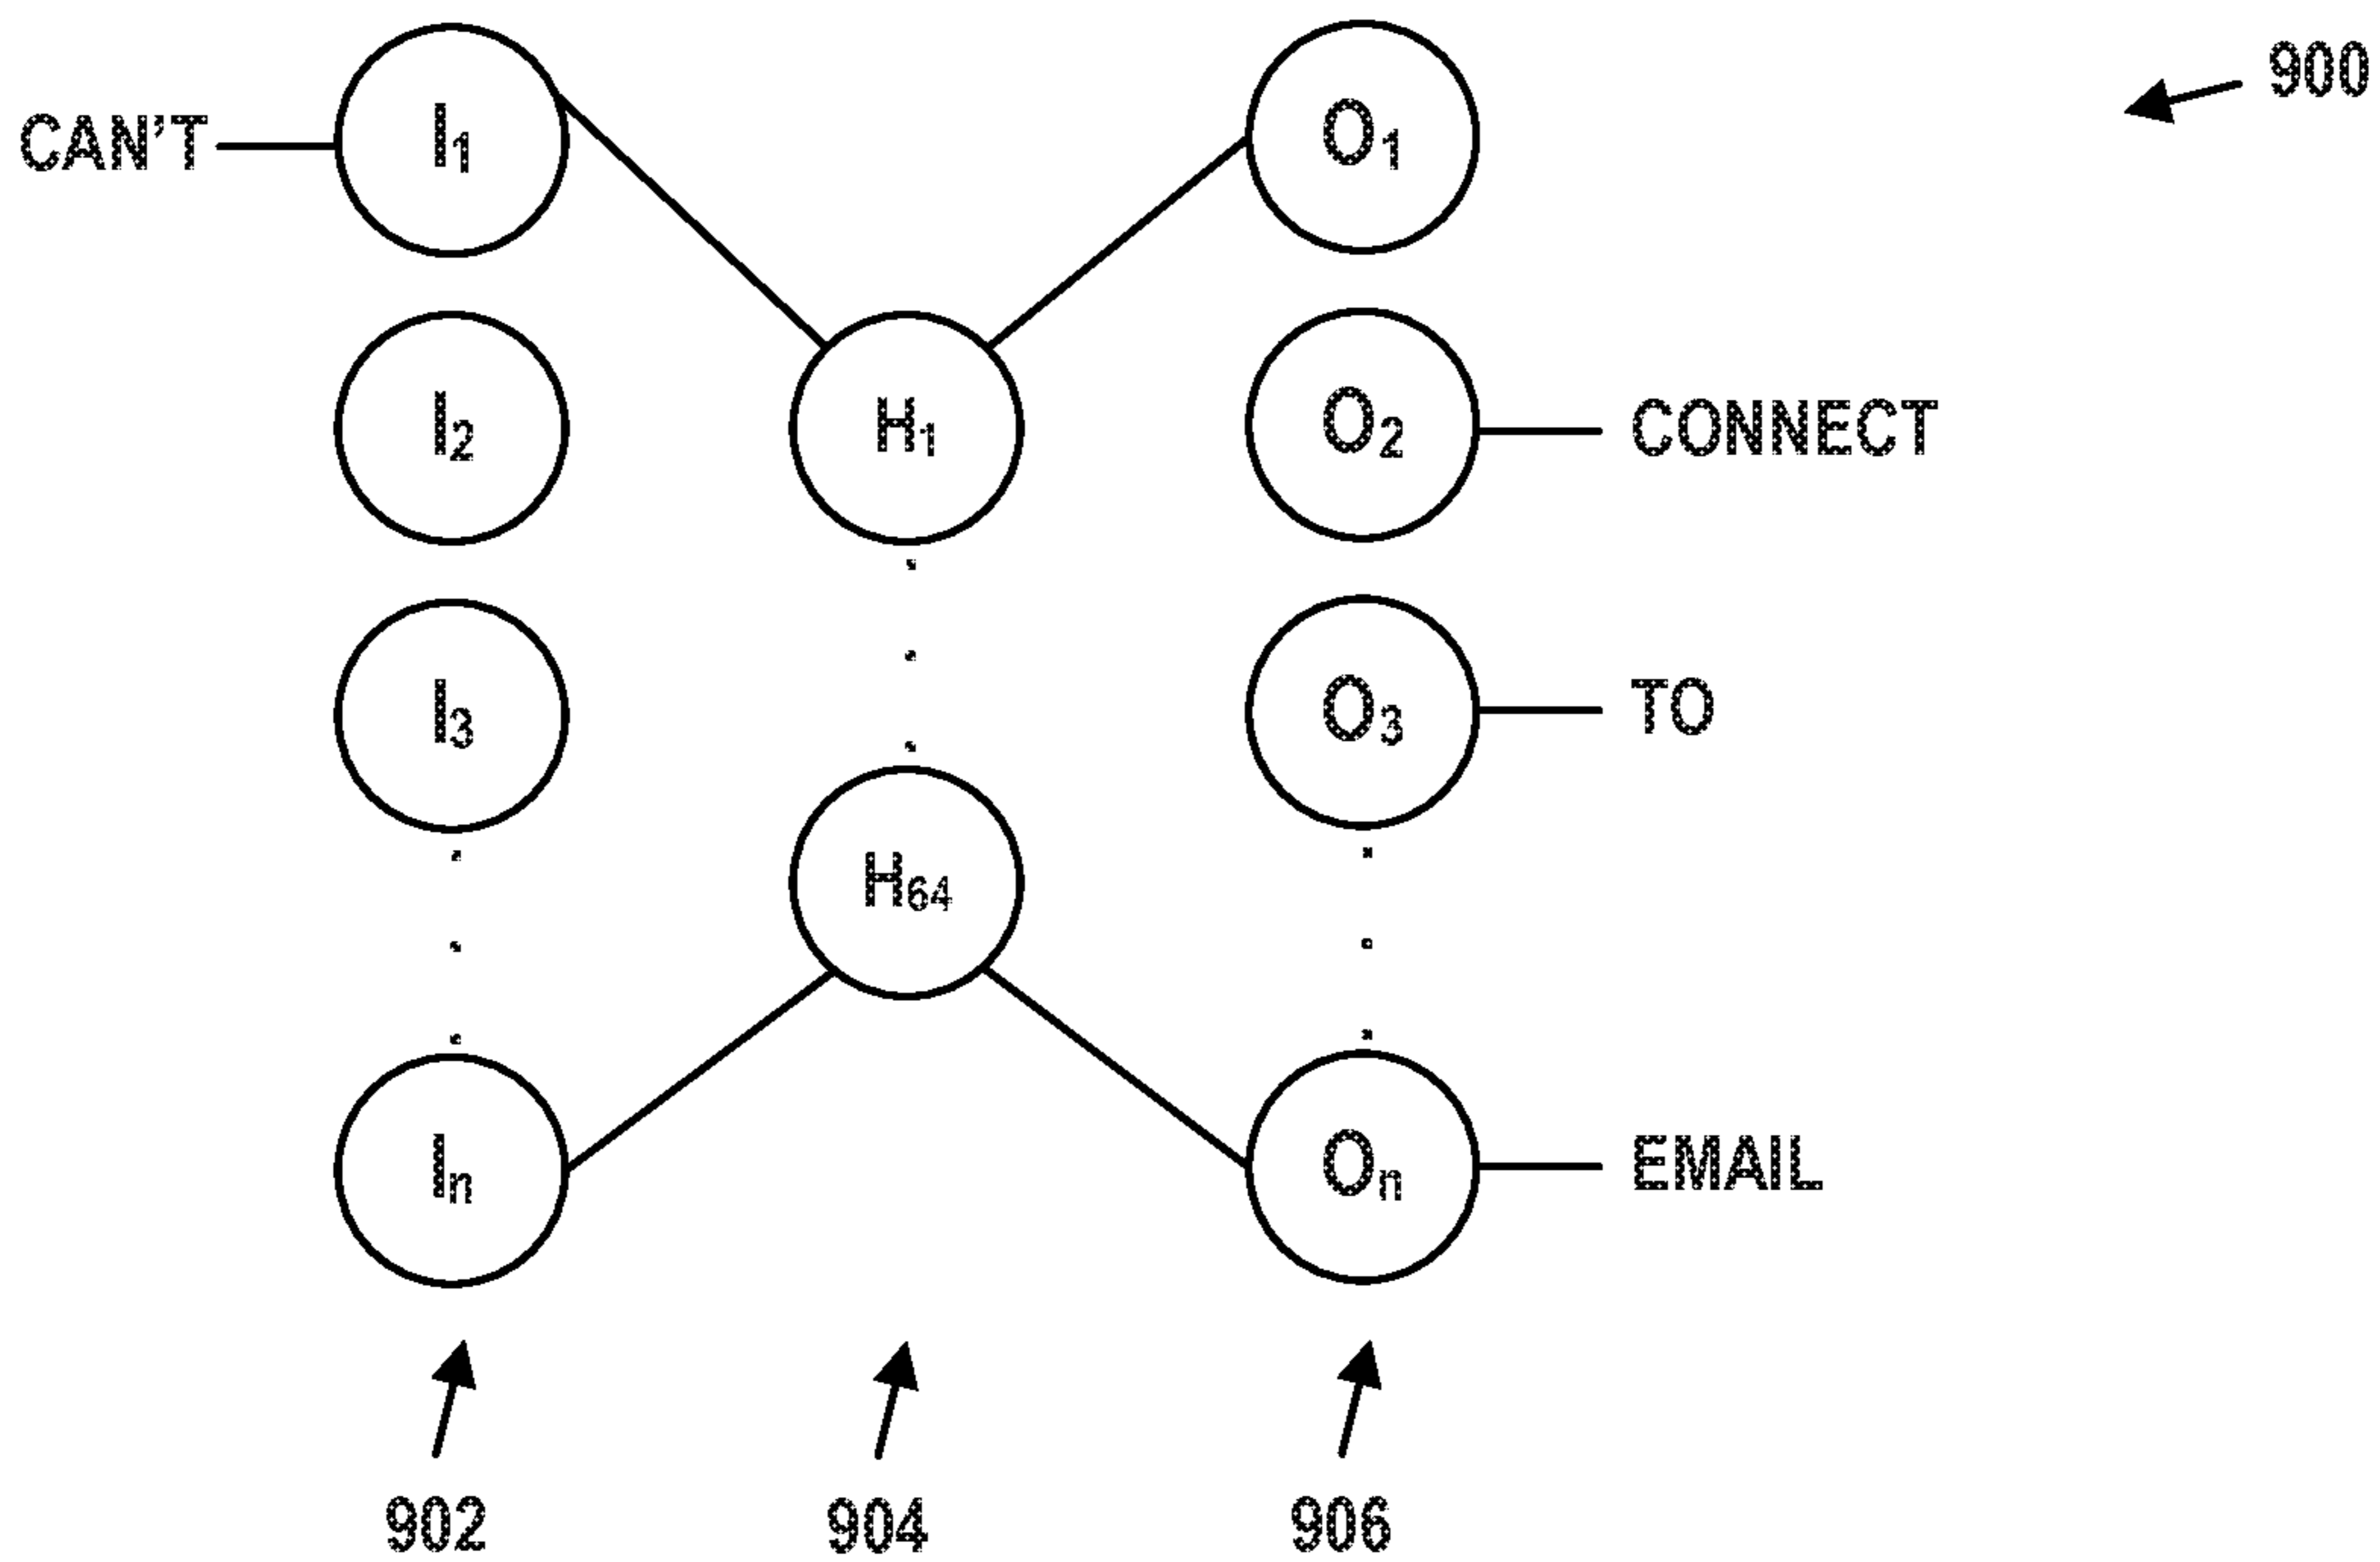 900
CAN'T I₁ O₁
I₂ H₁ O₂ CONNECT
I₃ O₃ TO
H₆₄
Iₙ Oₙ EMAIL
902 904 906